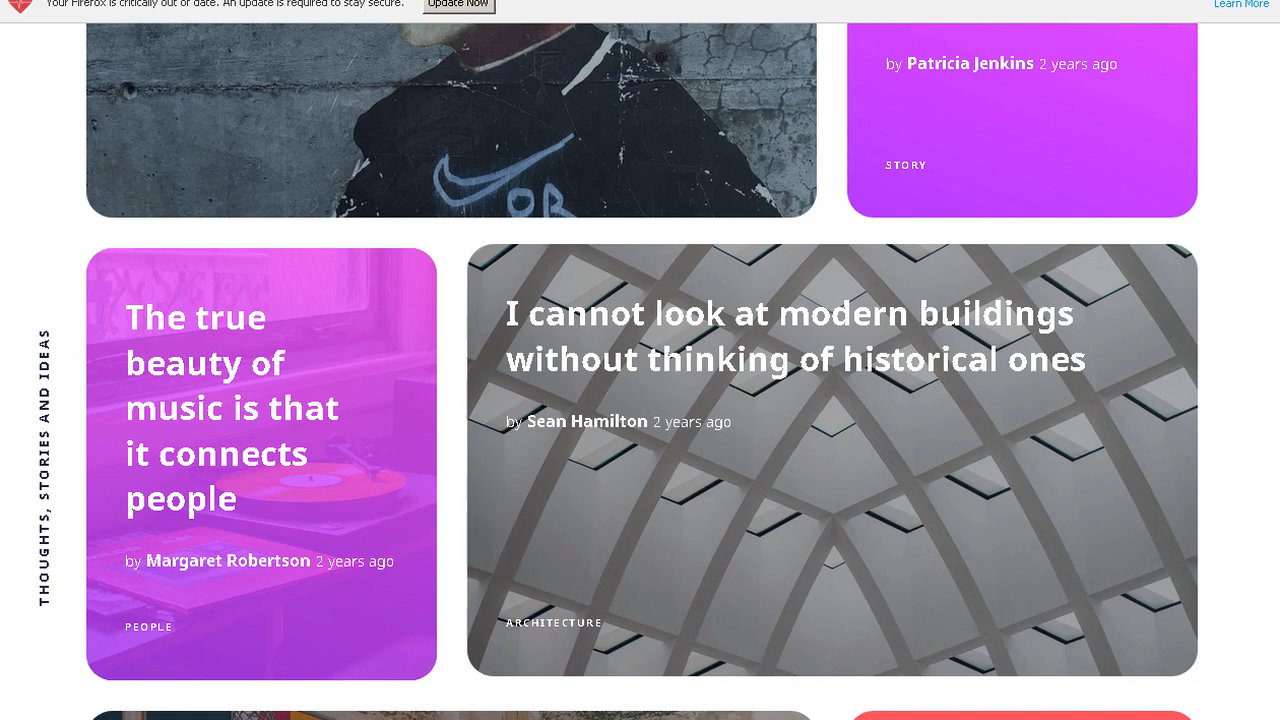 Your Firefox is critically out of date. An update is required to stay secure.
Update Now
Learn More
by Patricia Jenkins 2 years ago
STORY
OR
THOUGHTS, STORIES AND IDEAS
The true
beauty of
music is that
it connects
people
by Margaret Robertson 2 years ago
PEOPLE
I cannot look at modern buildings
without thinking of historical ones
by Sean Hamilton 2 years ago
ARCHITECTURE